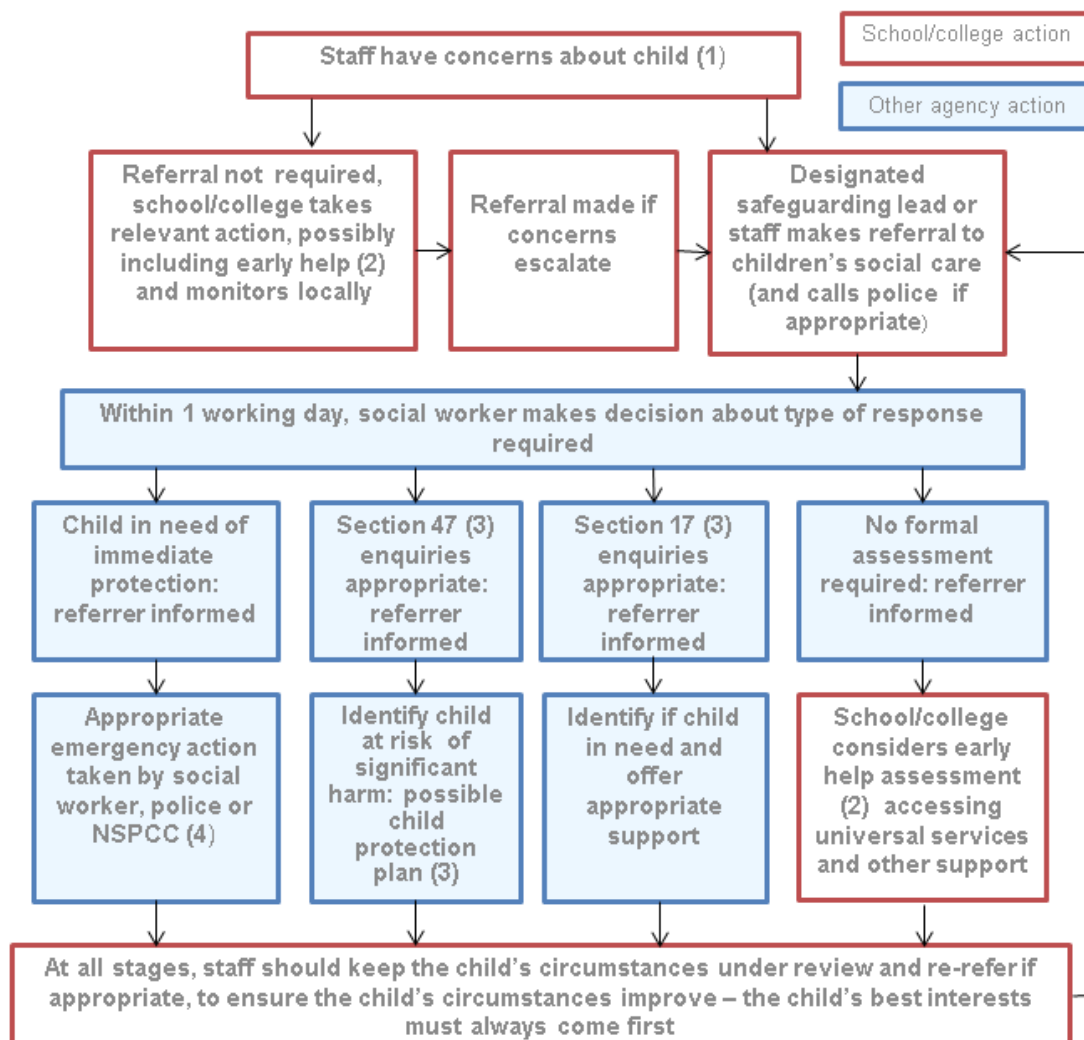 School/college action
Staff have concerns about child (1)
Other agency action
Referral not required,
school/college takes
relevant action, possibly
including early help (2)
and monitors locally
Referral made if
concerns
escalate
Designated
safeguarding lead or
staff makes referral to
children’s social care
(and calls police if
appropriate)
Within 1 working day, social worker makes decision about type of response
required
Child in need of
immediate
protection:
referrer informed
Section 47 (3)
enquiries
appropriate:
referrer
informed
Section 17 (3)
enquiries
appropriate:
referrer
informed
No formal
assessment
required: referrer
informed
Appropriate
emergency action
taken by social
worker, police or
NSPCC (4)
Identify child
at risk of
significant
harm: possible
child
protection
plan (3)
Identify if child
in need and
offer
appropriate
support
School/college
considers early
help assessment
(2) accessing
universal services
and other support
At all stages, staff should keep the child’s circumstances under review and re-refer if
appropriate, to ensure the child’s circumstances improve – the child’s best interests
must always come first